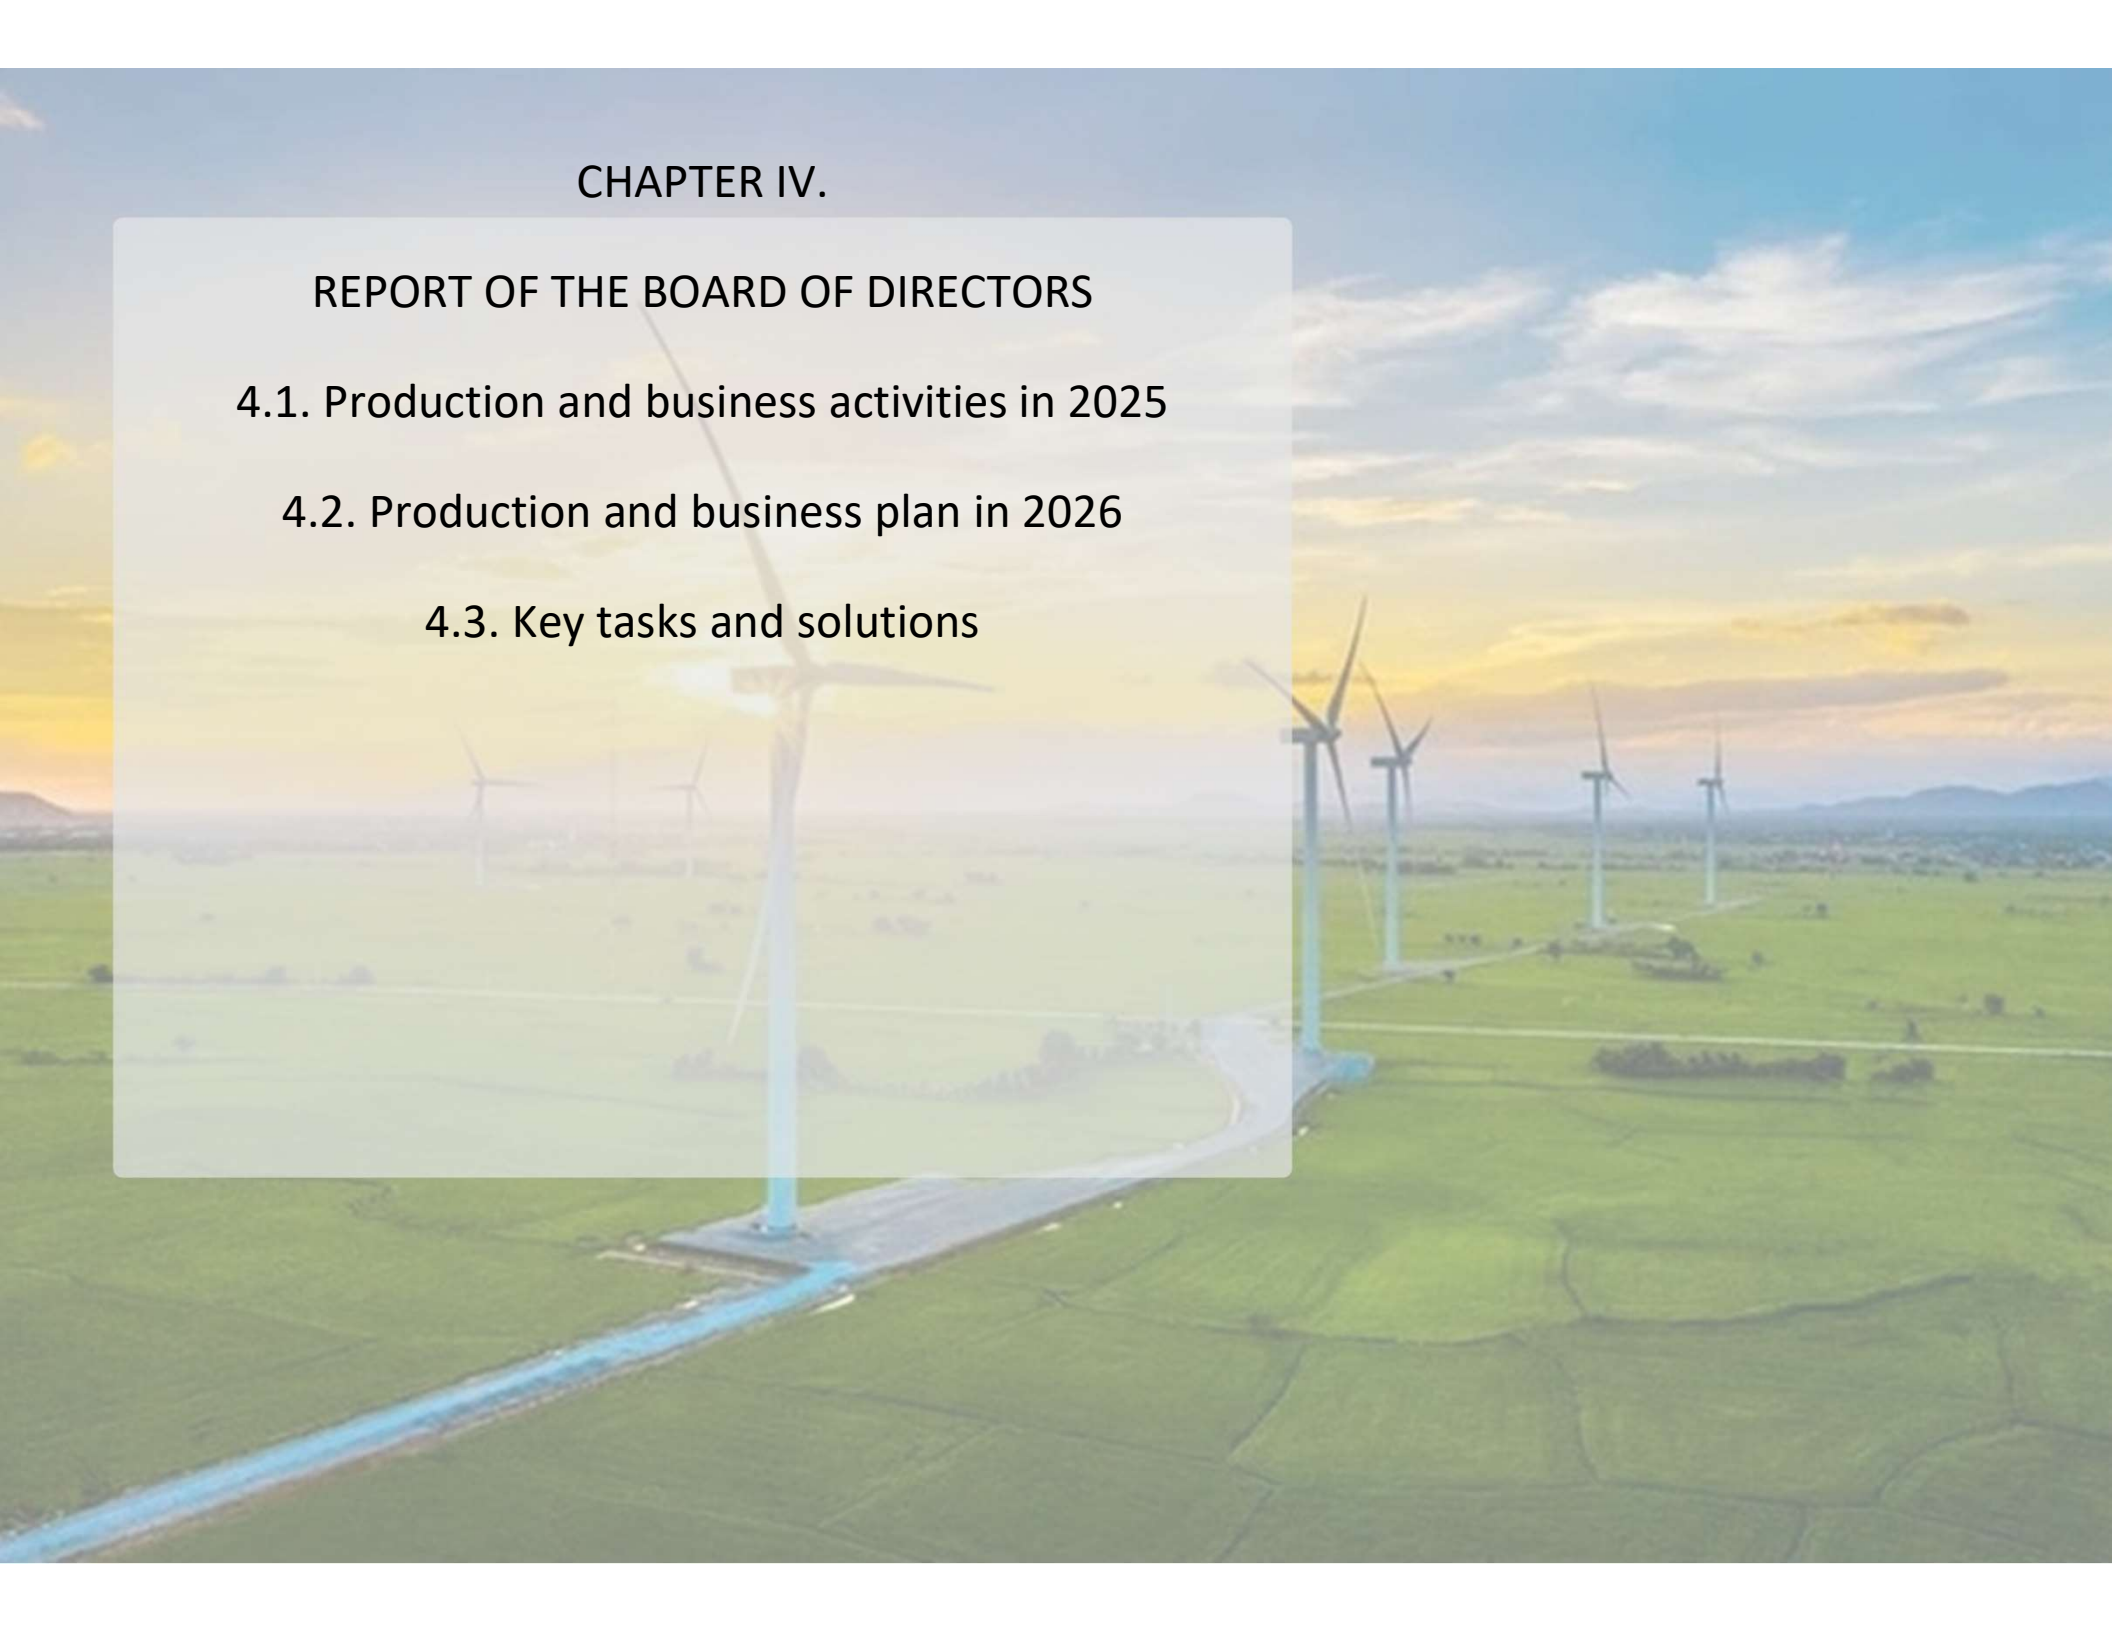 CHAPTER IV.
REPORT OF THE BOARD OF DIRECTORS
4.1. Production and business activities in 2025
4.2. Production and business plan in 2026
4.3. Key tasks and solutions